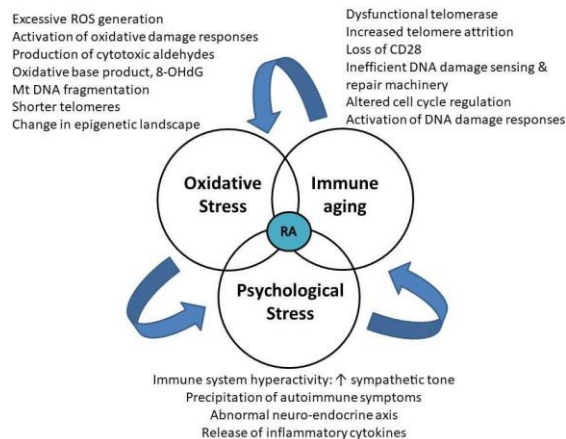 Excessive ROS generation
Activation of oxidative damage responses
Production of cytotoxic aldehydes
Oxidative base product, 8-OHdG
Mt DNA fragmentation
Shorter telomeres
Change in epigenetic landscape
Dysfunctional telomerase
Increased telomere attrition
Loss of CD28
Inefficient DNA damage sensing &
repair machinery
Altered cell cycle regulation
Activation of DNA damage responses
Oxidative
Stress
Immune
aging
RA
Psychological
Stress
Immune system hyperactivity: ↑ sympathetic tone
Precipitation of autoimmune symptoms
Abnormal neuro-endocrine axis
Release of inflammatory cytokines